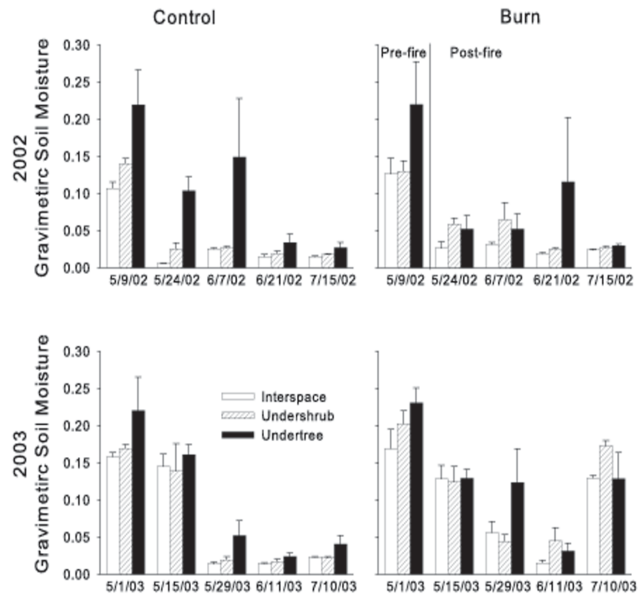 Control
Burn
2002
Gravimetirc Soil Moisture
0.30
0.25
0.20
0.15
0.10
0.05
0.00
Pre-fire
Post-fire
5/9/02 5/24/02 6/7/02 6/21/02 7/15/02
5/9/02 5/24/02 6/7/02 6/21/02 7/15/02
2003
Gravimetirc Soil Moisture
0.30
0.25
0.20
0.15
0.10
0.05
0.00
Interspace
Undershrub
Undertree
5/1/03 5/15/03 5/29/03 6/11/03 7/10/03
5/1/03 5/15/03 5/29/03 6/11/03 7/10/03